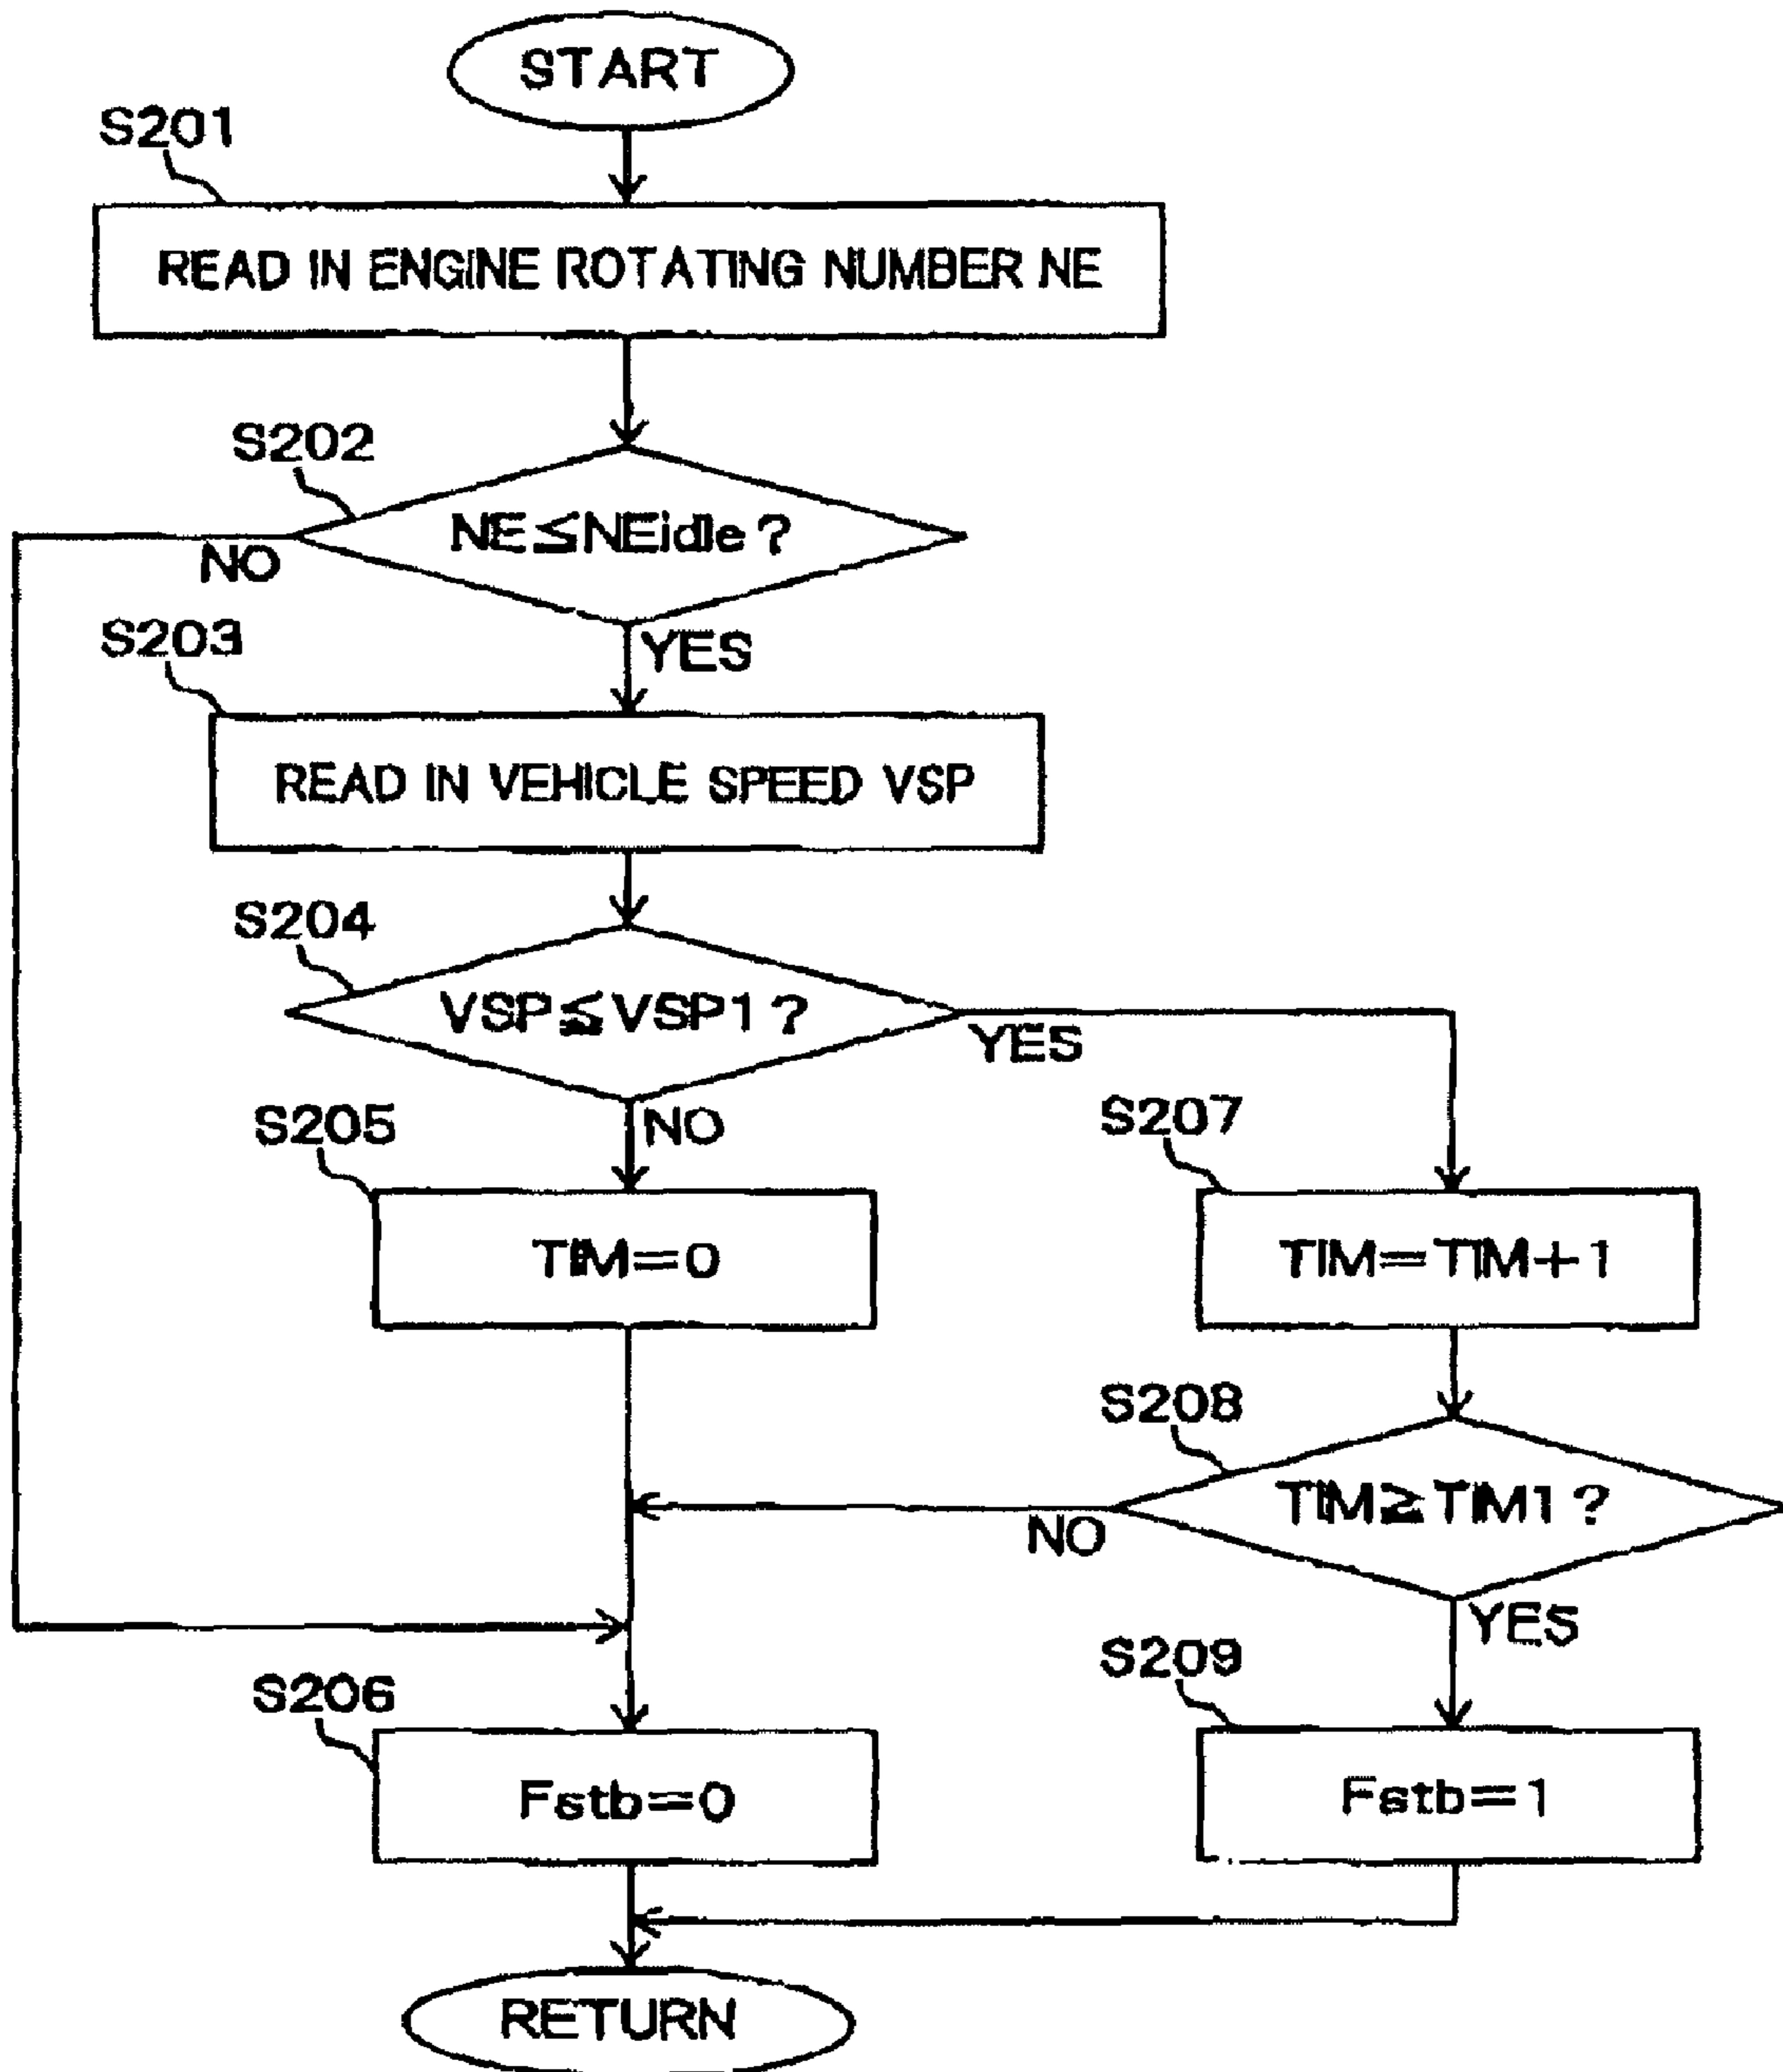 START
S201
READ IN ENGINE ROTATING NUMBER NE
S202
NE≦NEidle?
NO
YES
S203
READ IN VEHICLE SPEED VSP
S204
VSP≦VSP1?
YES
NO
S205
TIM=0
S207
TIM=TIM+1
S208
TIM≧TIM1?
NO
YES
S206
Fstb=0
S209
Fstb=1
RETURN